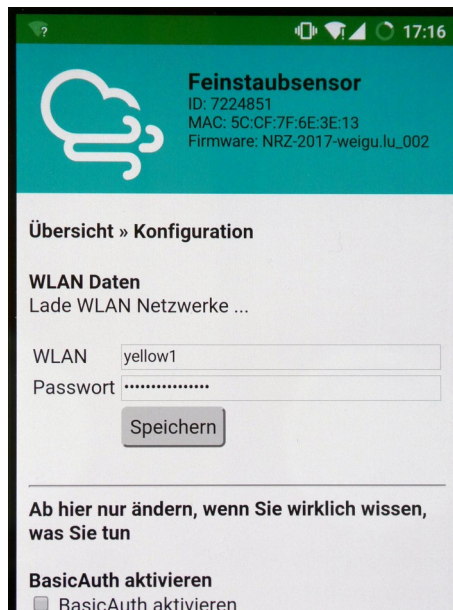 17:16
Feinstaubsensor
ID: 7224851
MAC: 5C:CF:7F:6E:3E:13
Firmware: NRZ-2017-weigu.lu_002
Übersicht » Konfiguration
WLAN Daten
Lade WLAN Netzwerke ...
WLAN yellow1
Passwort ••••••••••••••••
Speichern
Ab hier nur ändern, wenn Sie wirklich wissen,
was Sie tun
BasicAuth aktivieren
BasicAuth aktivieren